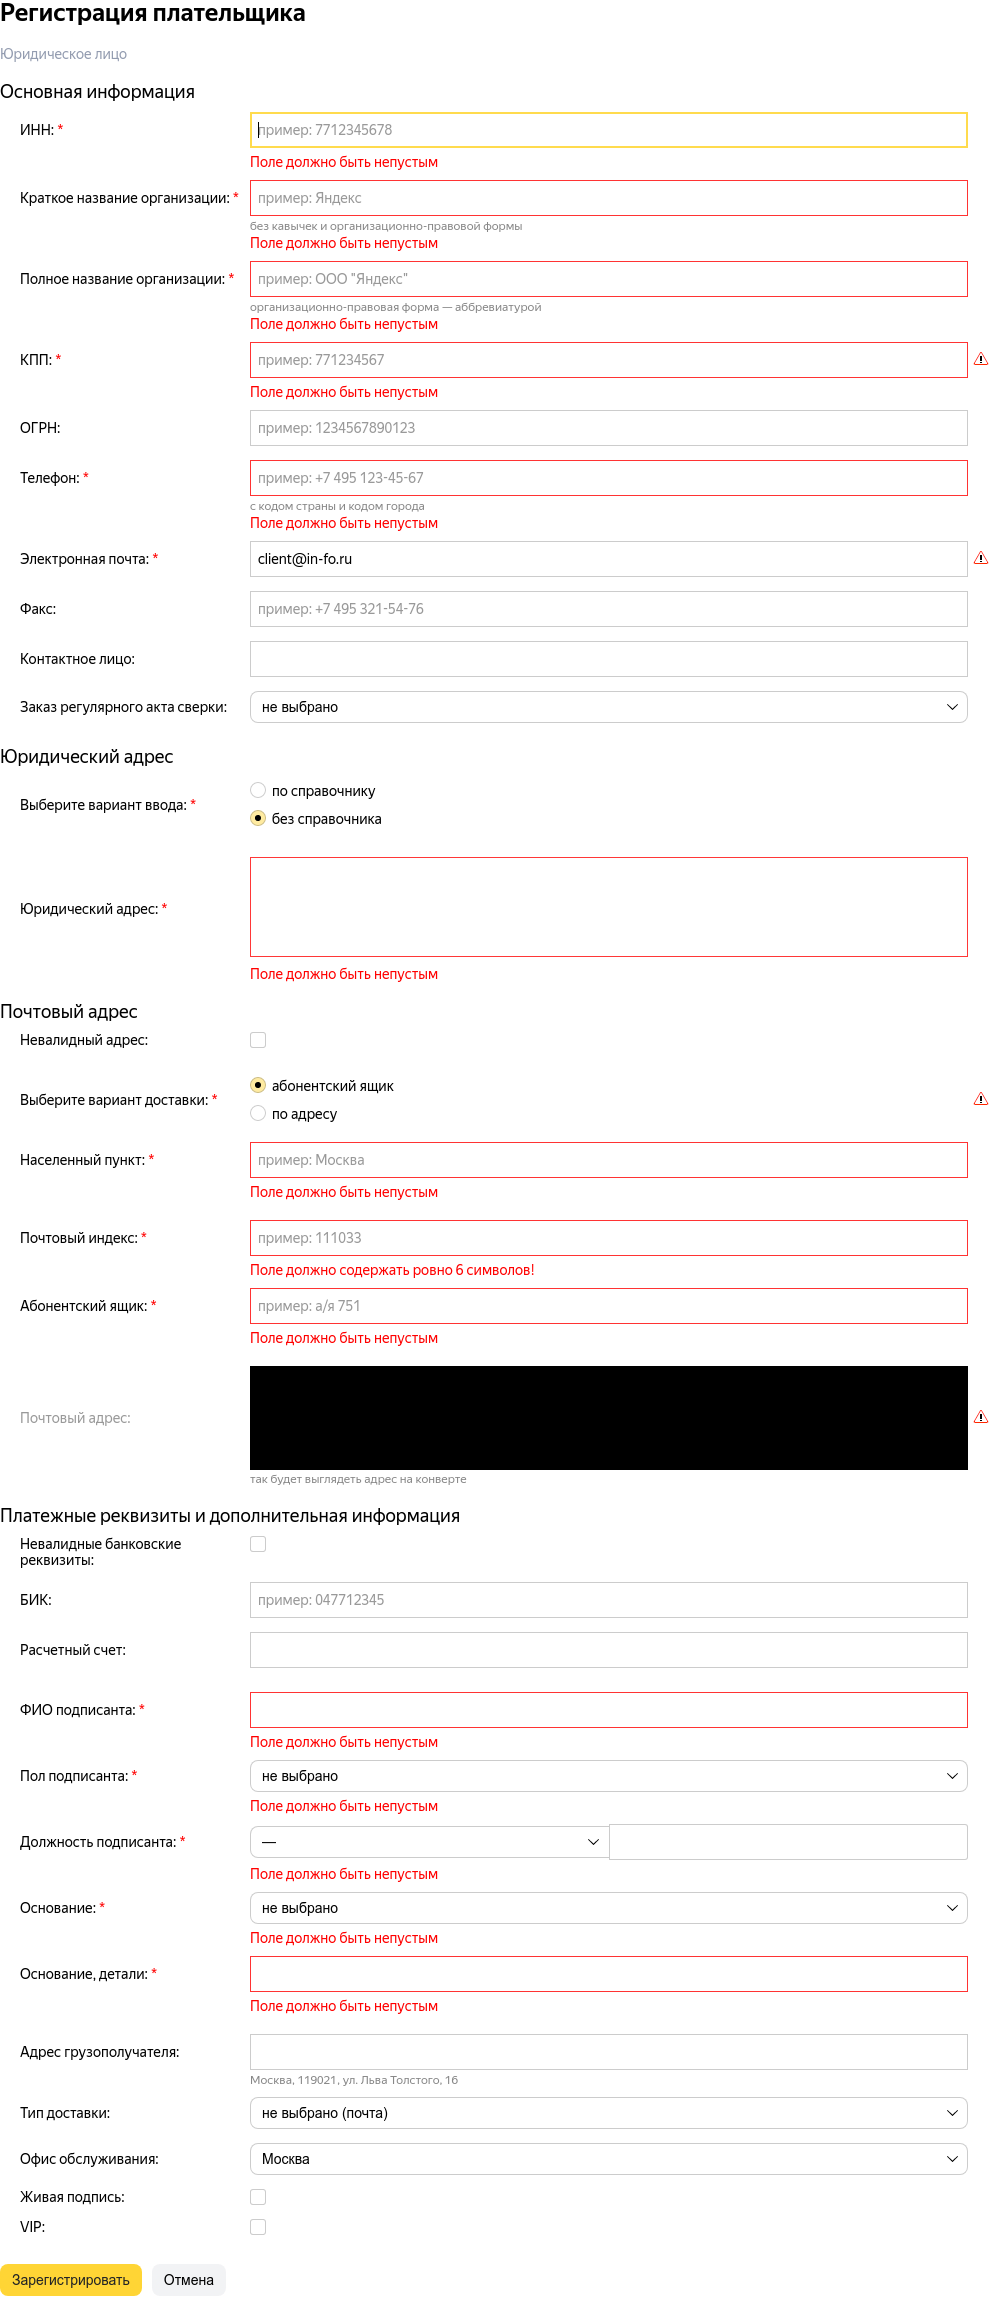 Регистрация плательщика
Юридическое лицо
Основная информация
ИНН: * пример: 7712345678
Поле должно быть непустым
Краткое название организации: * пример: Яндекс
без кавычек и организационно-правовой формы
Поле должно быть непустым
Полное название организации: * пример: ООО "Яндекс"
организационно-правовая форма — аббревиатурой
Поле должно быть непустым
КПП: * пример: 771234567
Поле должно быть непустым
ОГРН: пример: 1234567890123
Телефон: * пример: +7 495 123-45-67
с кодом страны и кодом города
Поле должно быть непустым
Электронная почта: * client@in-fo.ru
Факс: пример: +7 495 321-54-76
Контактное лицо:
Заказ регулярного акта сверки: не выбрано
Юридический адрес
Выберите вариант ввода: *
по справочнику
без справочника
Юридический адрес: *
Поле должно быть непустым
Почтовый адрес
Невалидный адрес:
Выберите вариант доставки: *
абонентский ящик
по адресу
Населенный пункт: * пример: Москва
Поле должно быть непустым
Почтовый индекс: * пример: 111033
Поле должно содержать ровно 6 символов!
Абонентский ящик: * пример: а/я 751
Поле должно быть непустым
Почтовый адрес:
так будет выглядеть адрес на конверте
Платежные реквизиты и дополнительная информация
Невалидные банковские
реквизиты:
БИК: пример: 047712345
Расчетный счет:
ФИО подписанта: *
Поле должно быть непустым
Пол подписанта: * не выбрано
Поле должно быть непустым
Должность подписанта: * —
Поле должно быть непустым
Основание: * не выбрано
Поле должно быть непустым
Основание, детали: *
Поле должно быть непустым
Адрес грузополучателя:
Москва, 119021, ул. Льва Толстого, 16
Тип доставки: не выбрано (почта)
Офис обслуживания: Москва
Живая подпись:
VIP:
Зарегистрировать Отмена